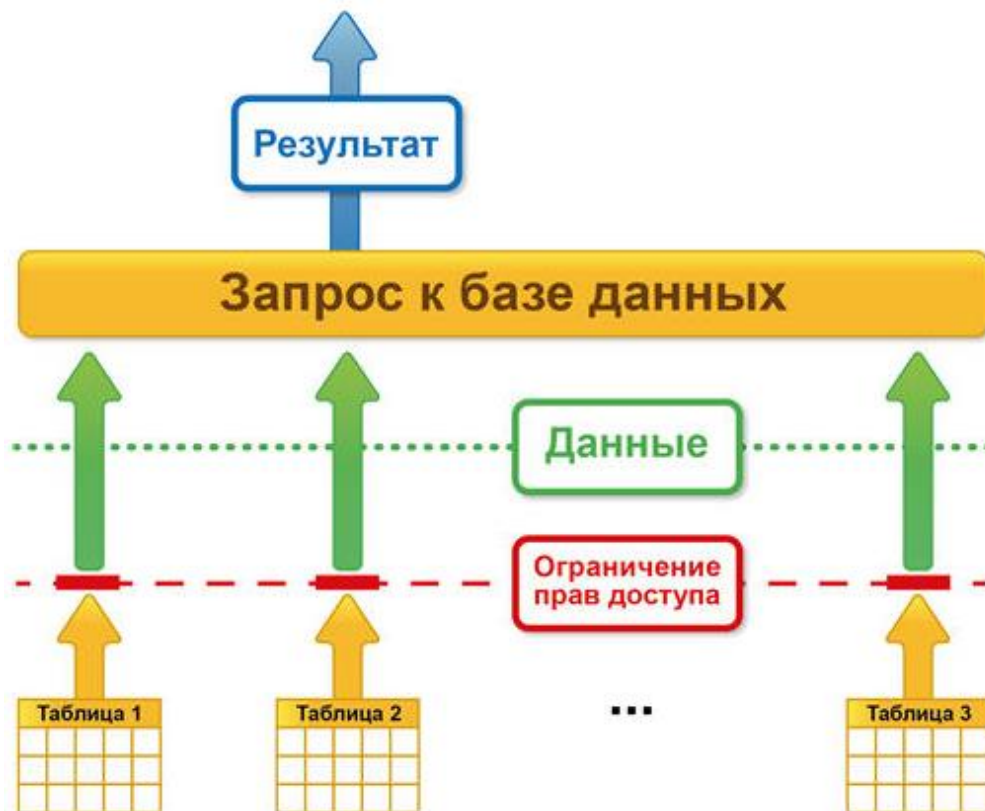 Результат
Запрос к базе данных
Данные
Ограничение
прав доступа
Таблица 1
Таблица 2
...
Таблица 3